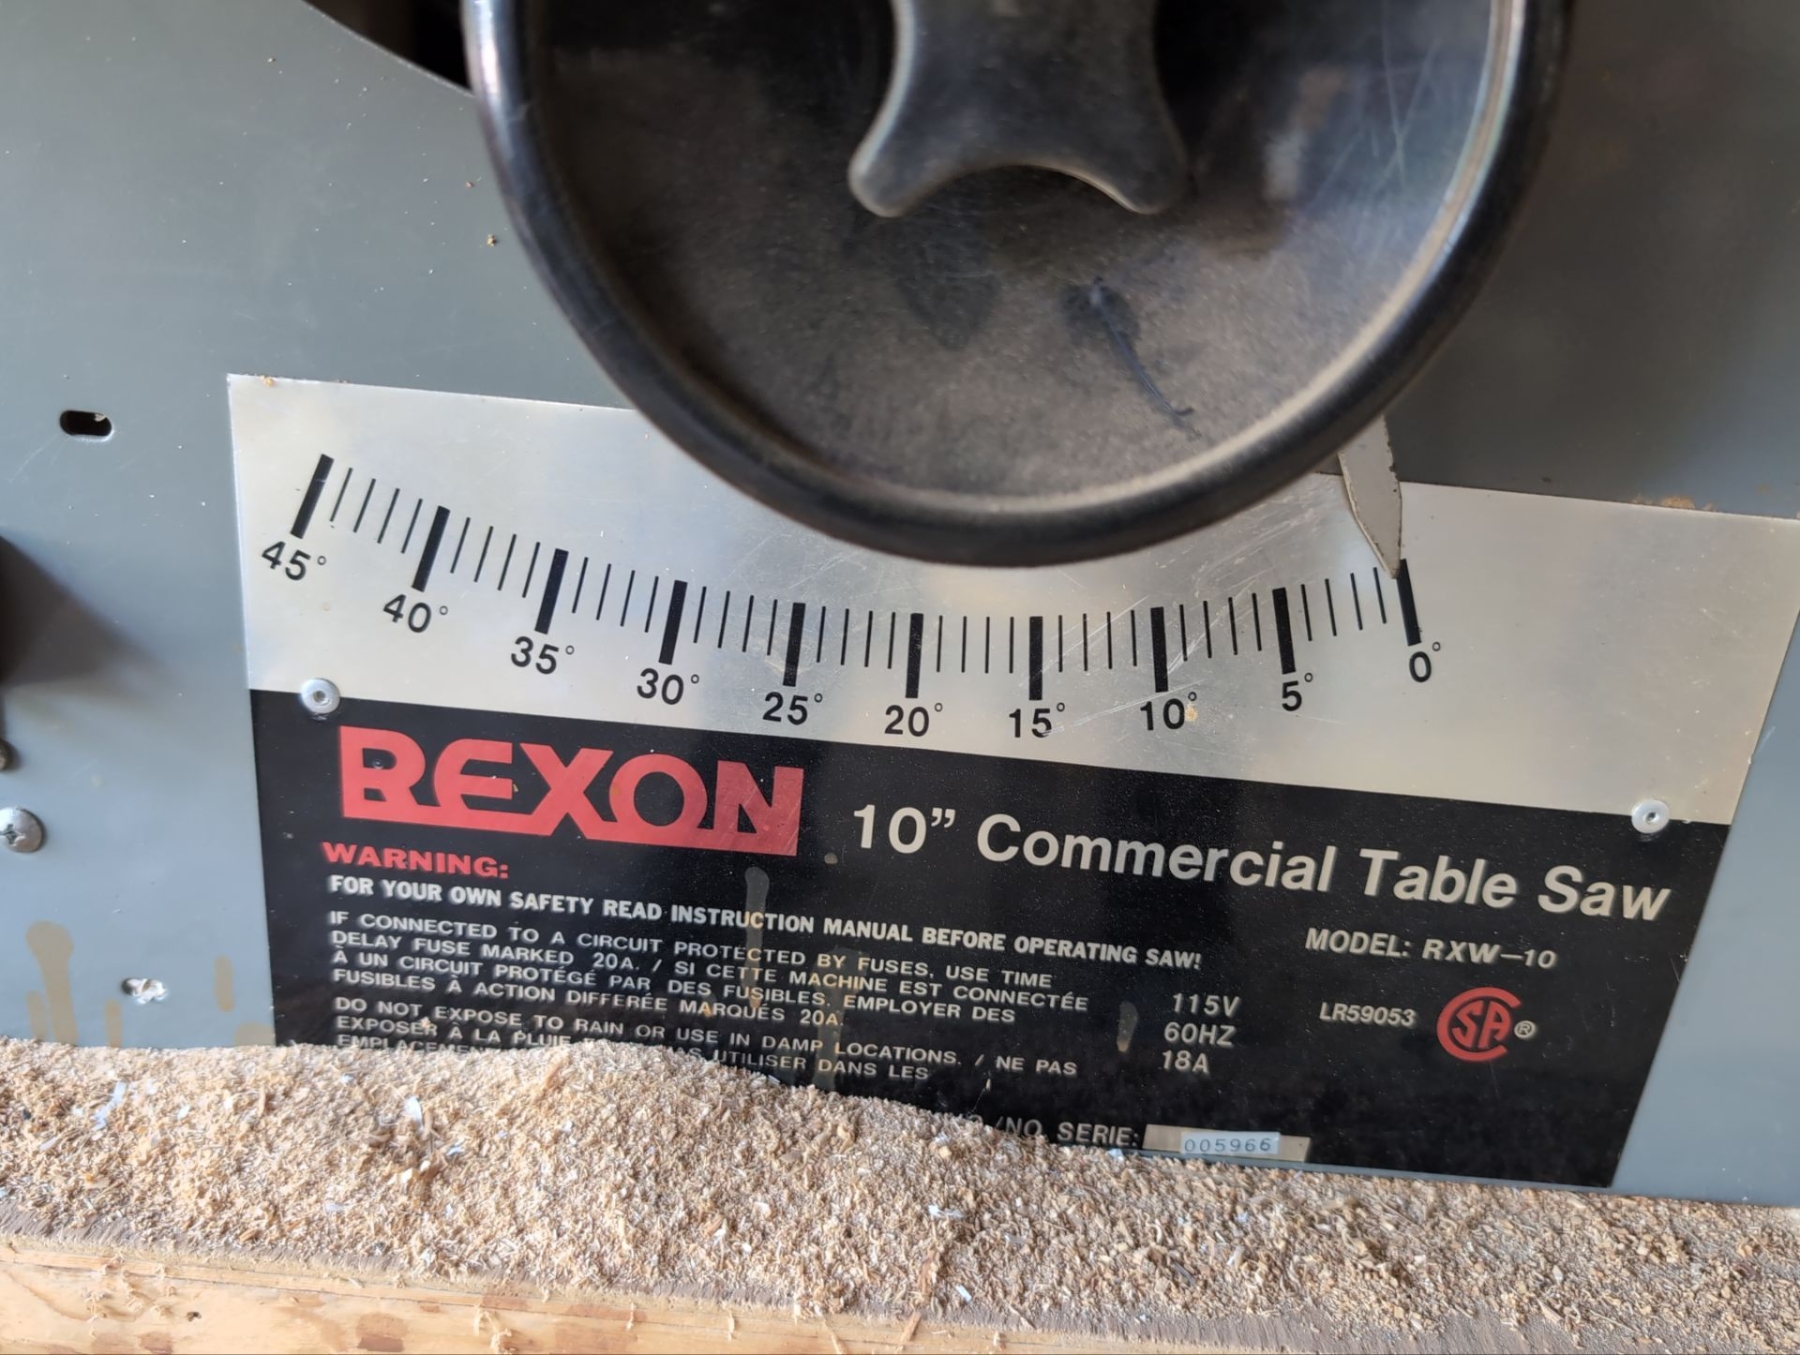 45° 40° 35° 30° 25° 20° 15° 10° 5° 0°
REXON 10” Commercial Table Saw
WARNING:
FOR YOUR OWN SAFETY READ INSTRUCTION MANUAL BEFORE OPERATING SAW!
IF CONNECTED TO A CIRCUIT PROTECTED BY FUSES, USE TIME
DELAY FUSE MARKED 20A. / SI CETTE MACHINE EST CONNECTÉE
À UN CIRCUIT PROTÉGÉ PAR DES FUSIBLES, EMPLOYER DES
FUSIBLES À ACTION DIFFERÉE MARQUÉS 20A.
DO NOT EXPOSE TO RAIN OR USE IN DAMP LOCATIONS. / NE PAS
EXPOSER À LA PLUIE UTILISER DANS LES
EMPLACEMENT
MODEL: RXW-10
115V
60HZ
18A
LR59053 SA®
/NO SERIE: 005966